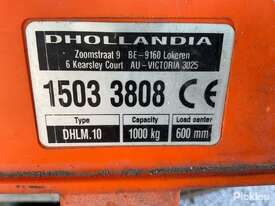 DHOLLANDIA
Zoomstraat 9 BE-9160 Lokeren
6 Kearsley Court AU-VICTORIA 3025
1503 3808 CE
Type Capacity Load center
DHLM.10 1000 kg 600 mm
Pickles